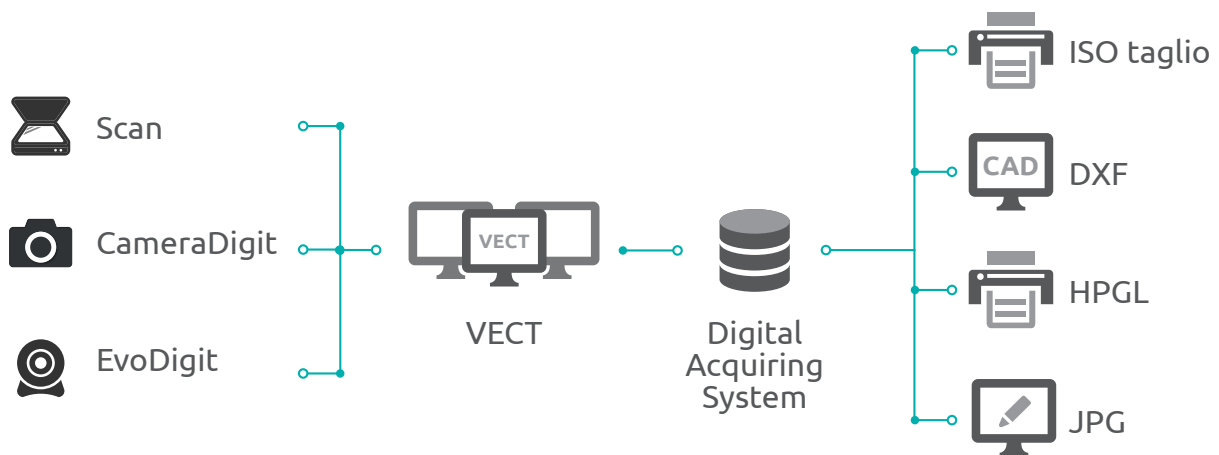 Scan
CameraDigit
EvoDigit
VECT
VECT
Digital
Acquiring
System
ISO taglio
CAD
DXF
HPGL
JPG